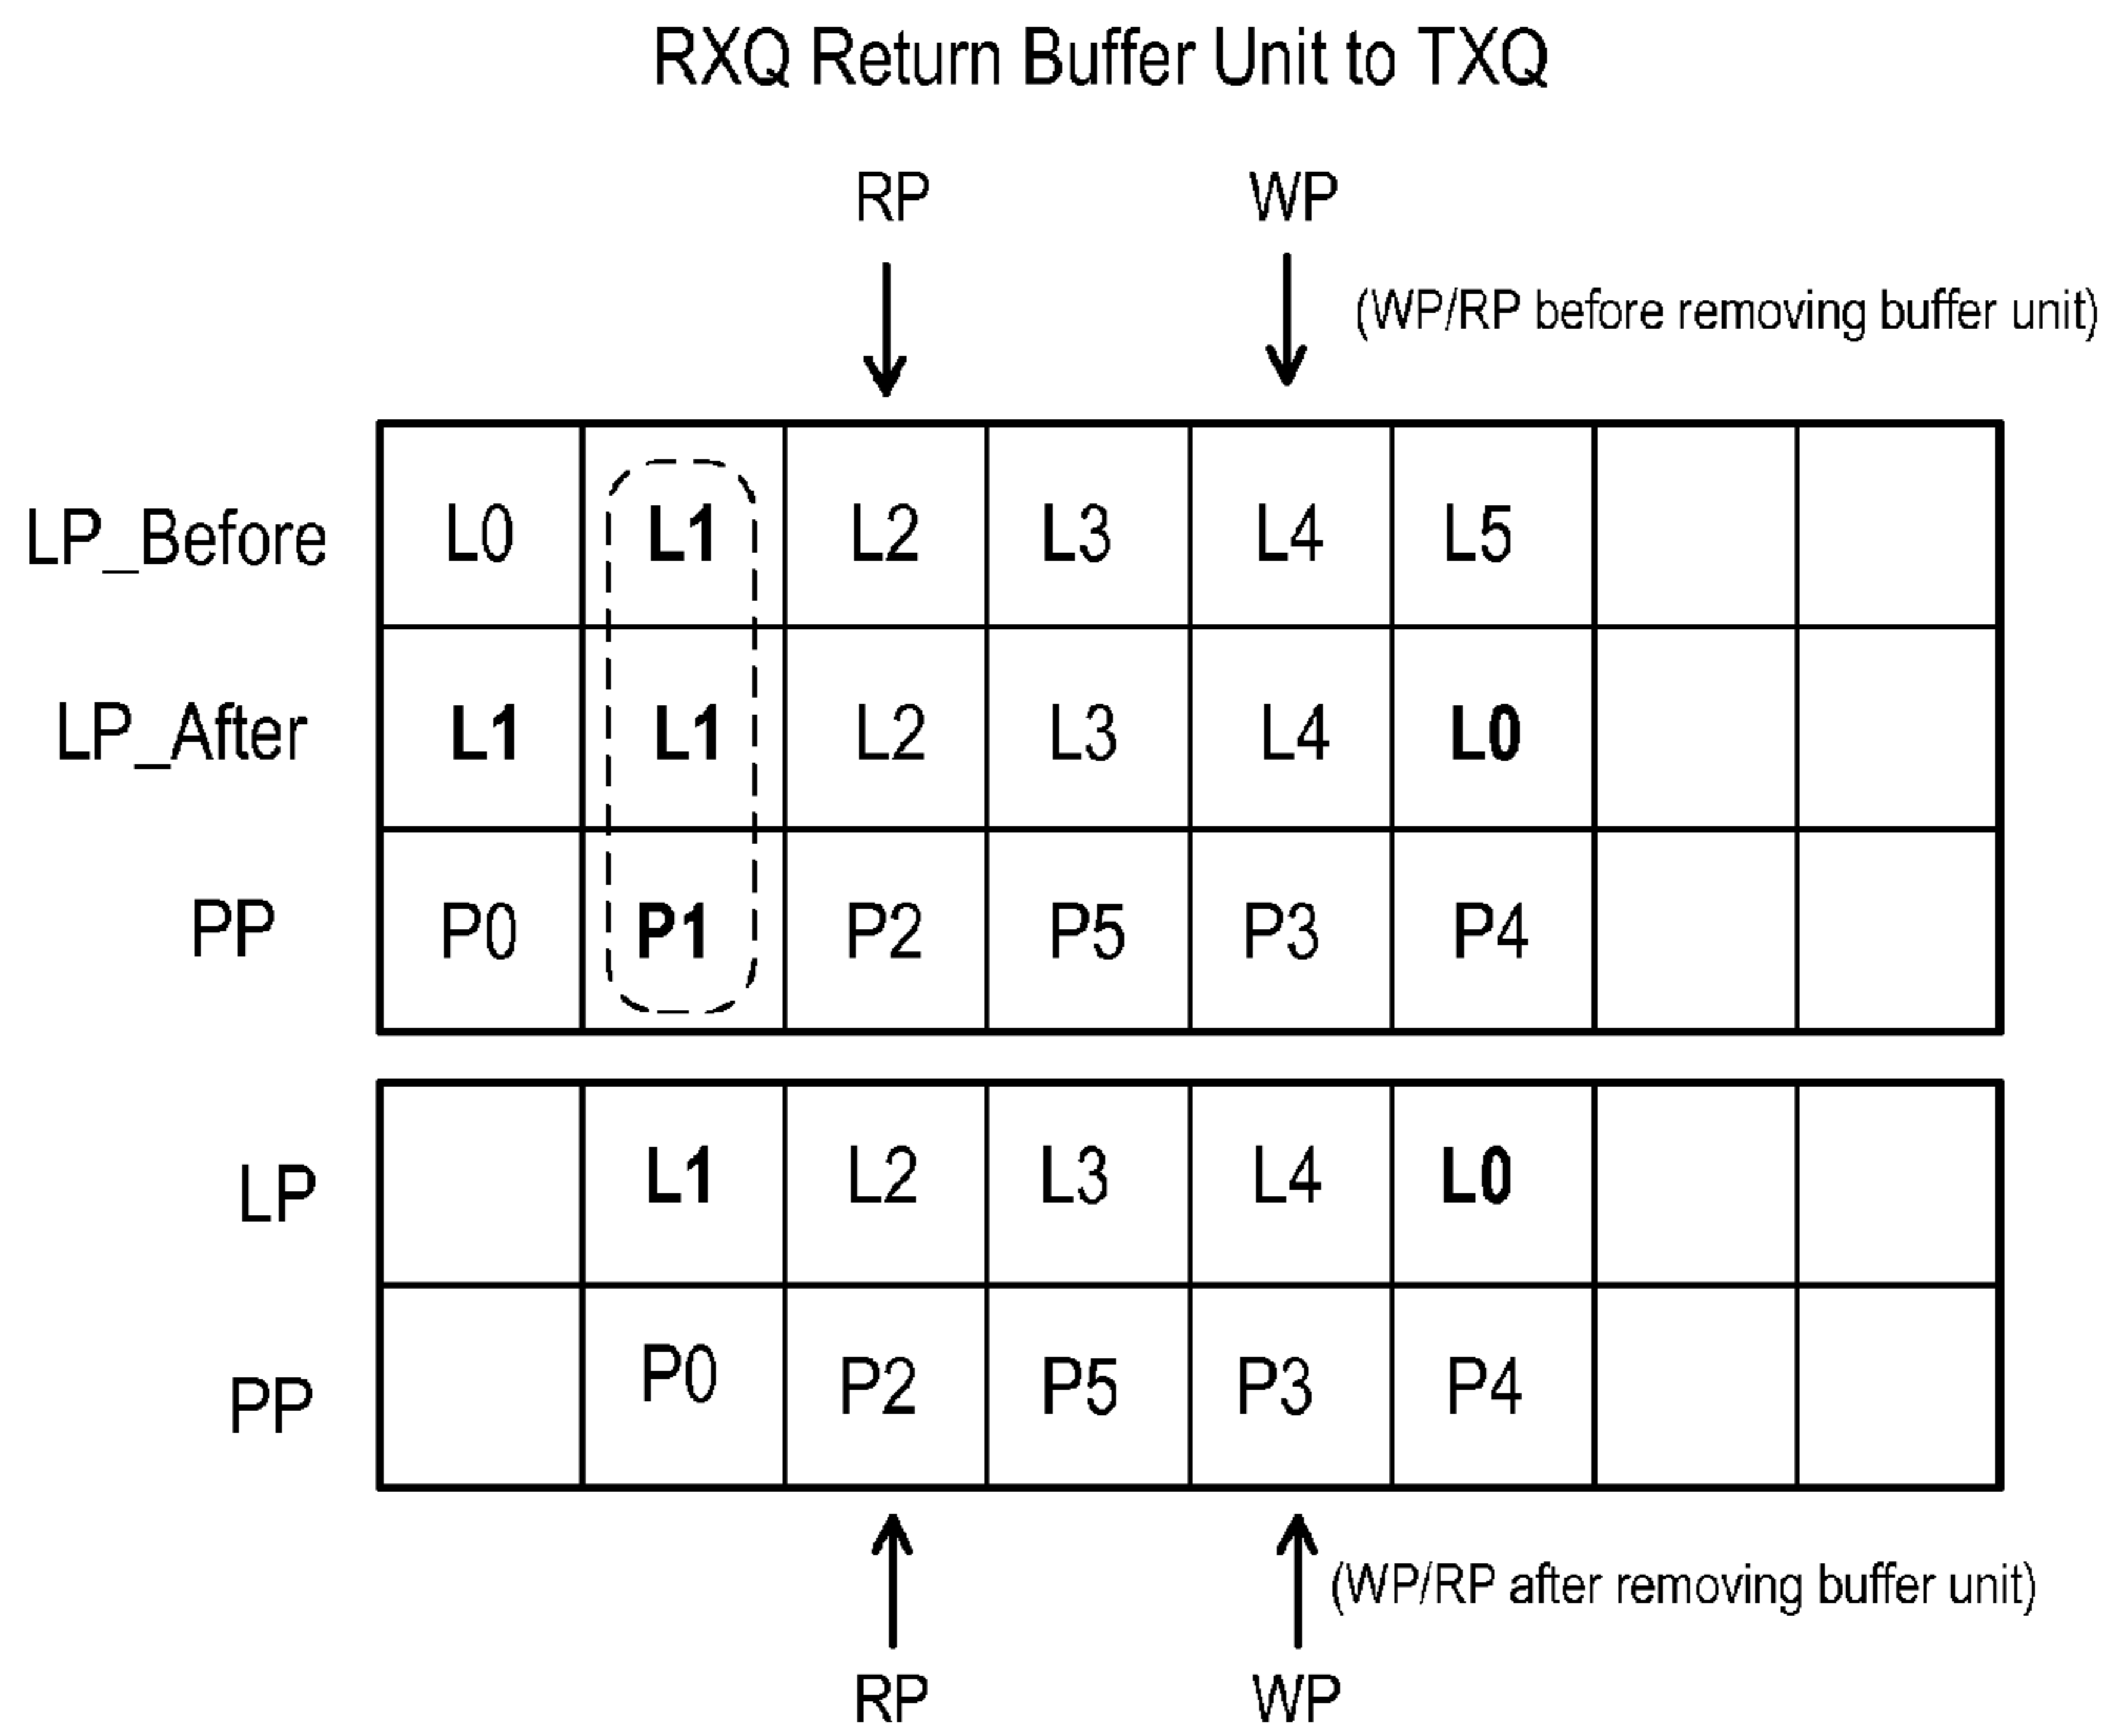 RXQ Return Buffer Unit to TXQ
RP WP
(WP/RP before removing buffer unit)
LP_Before L0 L1 L2 L3 L4 L5
LP_After L1 L1 L2 L3 L4 L0
PP P0 P1 P2 P5 P3 P4
LP L1 L2 L3 L4 L0
PP P0 P2 P5 P3 P4
(WP/RP after removing buffer unit)
RP WP